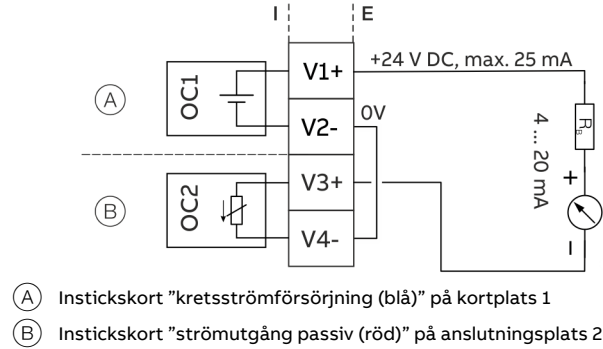 I E
V1+ +24 V DC, max. 25 mA
OC1
A
V2- 0V
R_B
4 ... 20 mA
V3+ +
OC2
B
V4- –
A Instickskort ”kretsströmförsörjning (blå)” på kortplats 1
B Instickskort ”strömutgång passiv (röd)” på anslutningsplats 2